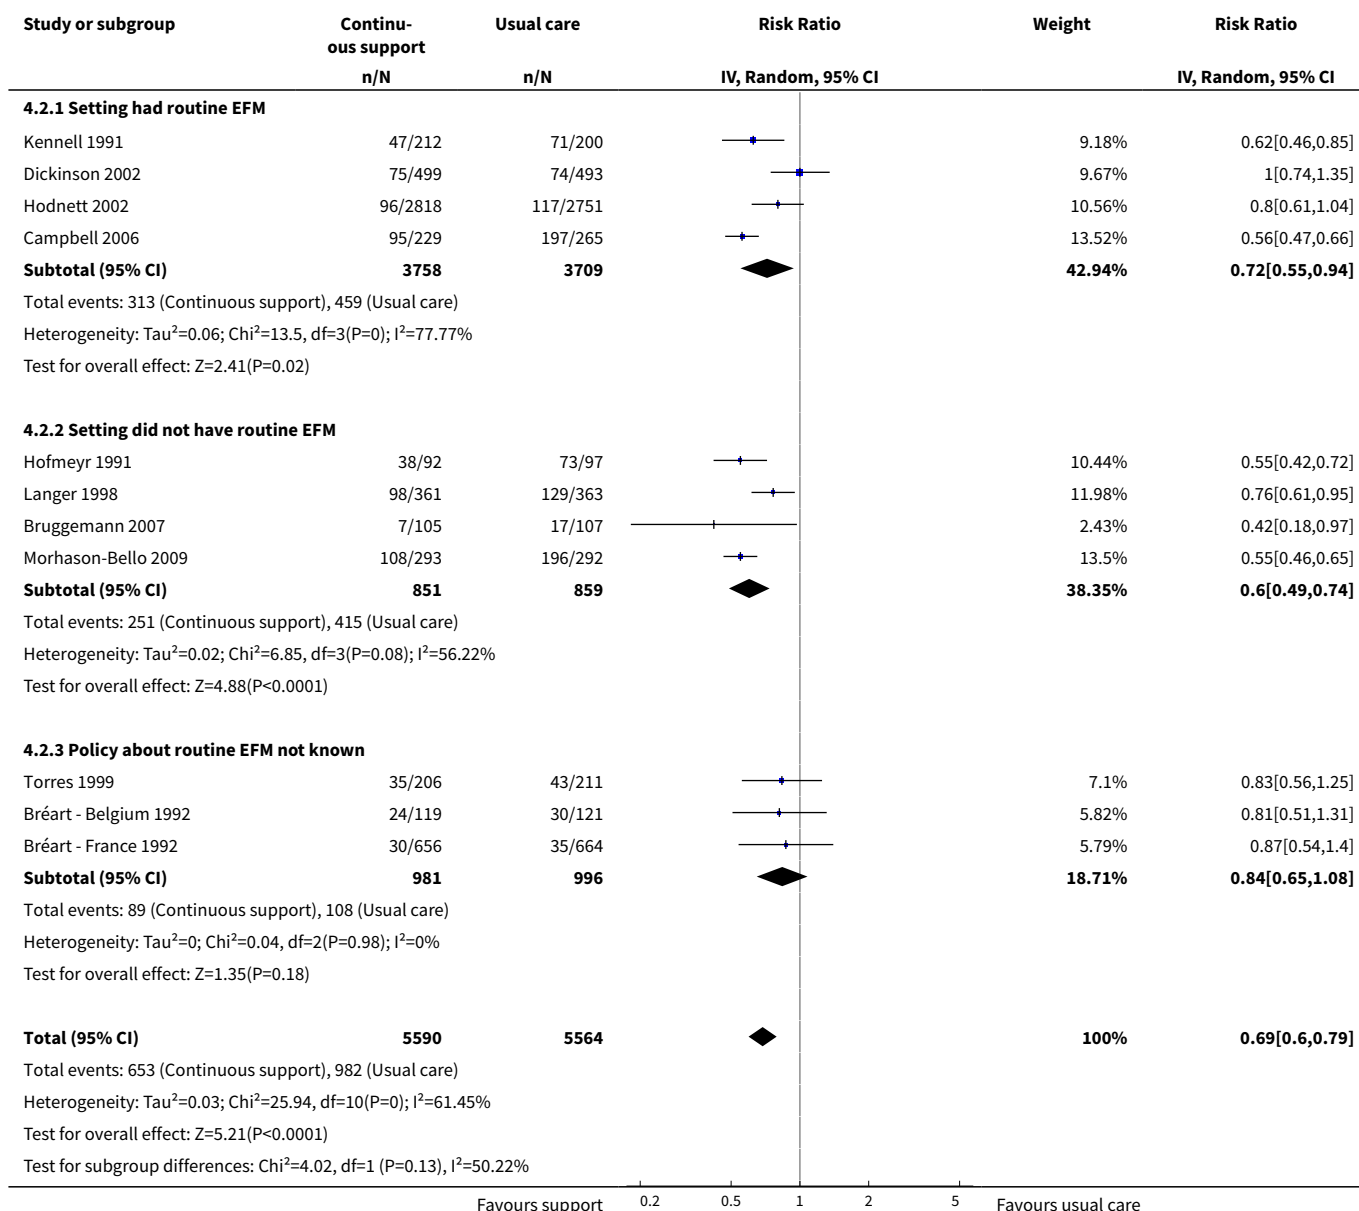 Study or subgroup Continu- Usual care Risk Ratio Weight Risk Ratio
ous support
n/N n/N IV, Random, 95% CI IV, Random, 95% CI
4.2.1 Setting had routine EFM
Kennell 1991 47/212 71/200 9.18% 0.62[0.46,0.85]
Dickinson 2002 75/499 74/493 9.67% 1[0.74,1.35]
Hodnett 2002 96/2818 117/2751 10.56% 0.8[0.61,1.04]
Campbell 2006 95/229 197/265 13.52% 0.56[0.47,0.66]
Subtotal (95% CI) 3758 3709 42.94% 0.72[0.55,0.94]
Total events: 313 (Continuous support), 459 (Usual care)
Heterogeneity: Tau²=0.06; Chi²=13.5, df=3(P=0); I²=77.77%
Test for overall effect: Z=2.41(P=0.02)
4.2.2 Setting did not have routine EFM
Hofmeyr 1991 38/92 73/97 10.44% 0.55[0.42,0.72]
Langer 1998 98/361 129/363 11.98% 0.76[0.61,0.95]
Bruggemann 2007 7/105 17/107 2.43% 0.42[0.18,0.97]
Morhason-Bello 2009 108/293 196/292 13.5% 0.55[0.46,0.65]
Subtotal (95% CI) 851 859 38.35% 0.6[0.49,0.74]
Total events: 251 (Continuous support), 415 (Usual care)
Heterogeneity: Tau²=0.02; Chi²=6.85, df=3(P=0.08); I²=56.22%
Test for overall effect: Z=4.88(P<0.0001)
4.2.3 Policy about routine EFM not known
Torres 1999 35/206 43/211 7.1% 0.83[0.56,1.25]
Bréart - Belgium 1992 24/119 30/121 5.82% 0.81[0.51,1.31]
Bréart - France 1992 30/656 35/664 5.79% 0.87[0.54,1.4]
Subtotal (95% CI) 981 996 18.71% 0.84[0.65,1.08]
Total events: 89 (Continuous support), 108 (Usual care)
Heterogeneity: Tau²=0; Chi²=0.04, df=2(P=0.98); I²=0%
Test for overall effect: Z=1.35(P=0.18)
Total (95% CI) 5590 5564 100% 0.69[0.6,0.79]
Total events: 653 (Continuous support), 982 (Usual care)
Heterogeneity: Tau²=0.03; Chi²=25.94, df=10(P=0); I²=61.45%
Test for overall effect: Z=5.21(P<0.0001)
Test for subgroup differences: Chi²=4.02, df=1 (P=0.13), I²=50.22%
Favours support 0.2 0.5 1 2 5 Favours usual care